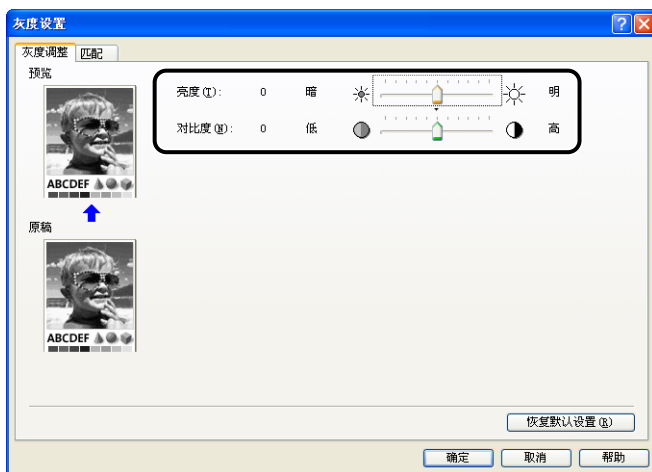 灰度设置
灰度调整 匹配
预览
亮度(T): 0 暗 明
对比度(N): 0 低 高
ABCDEF
原稿
ABCDEF
恢复默认设置(R)
确定 取消 帮助